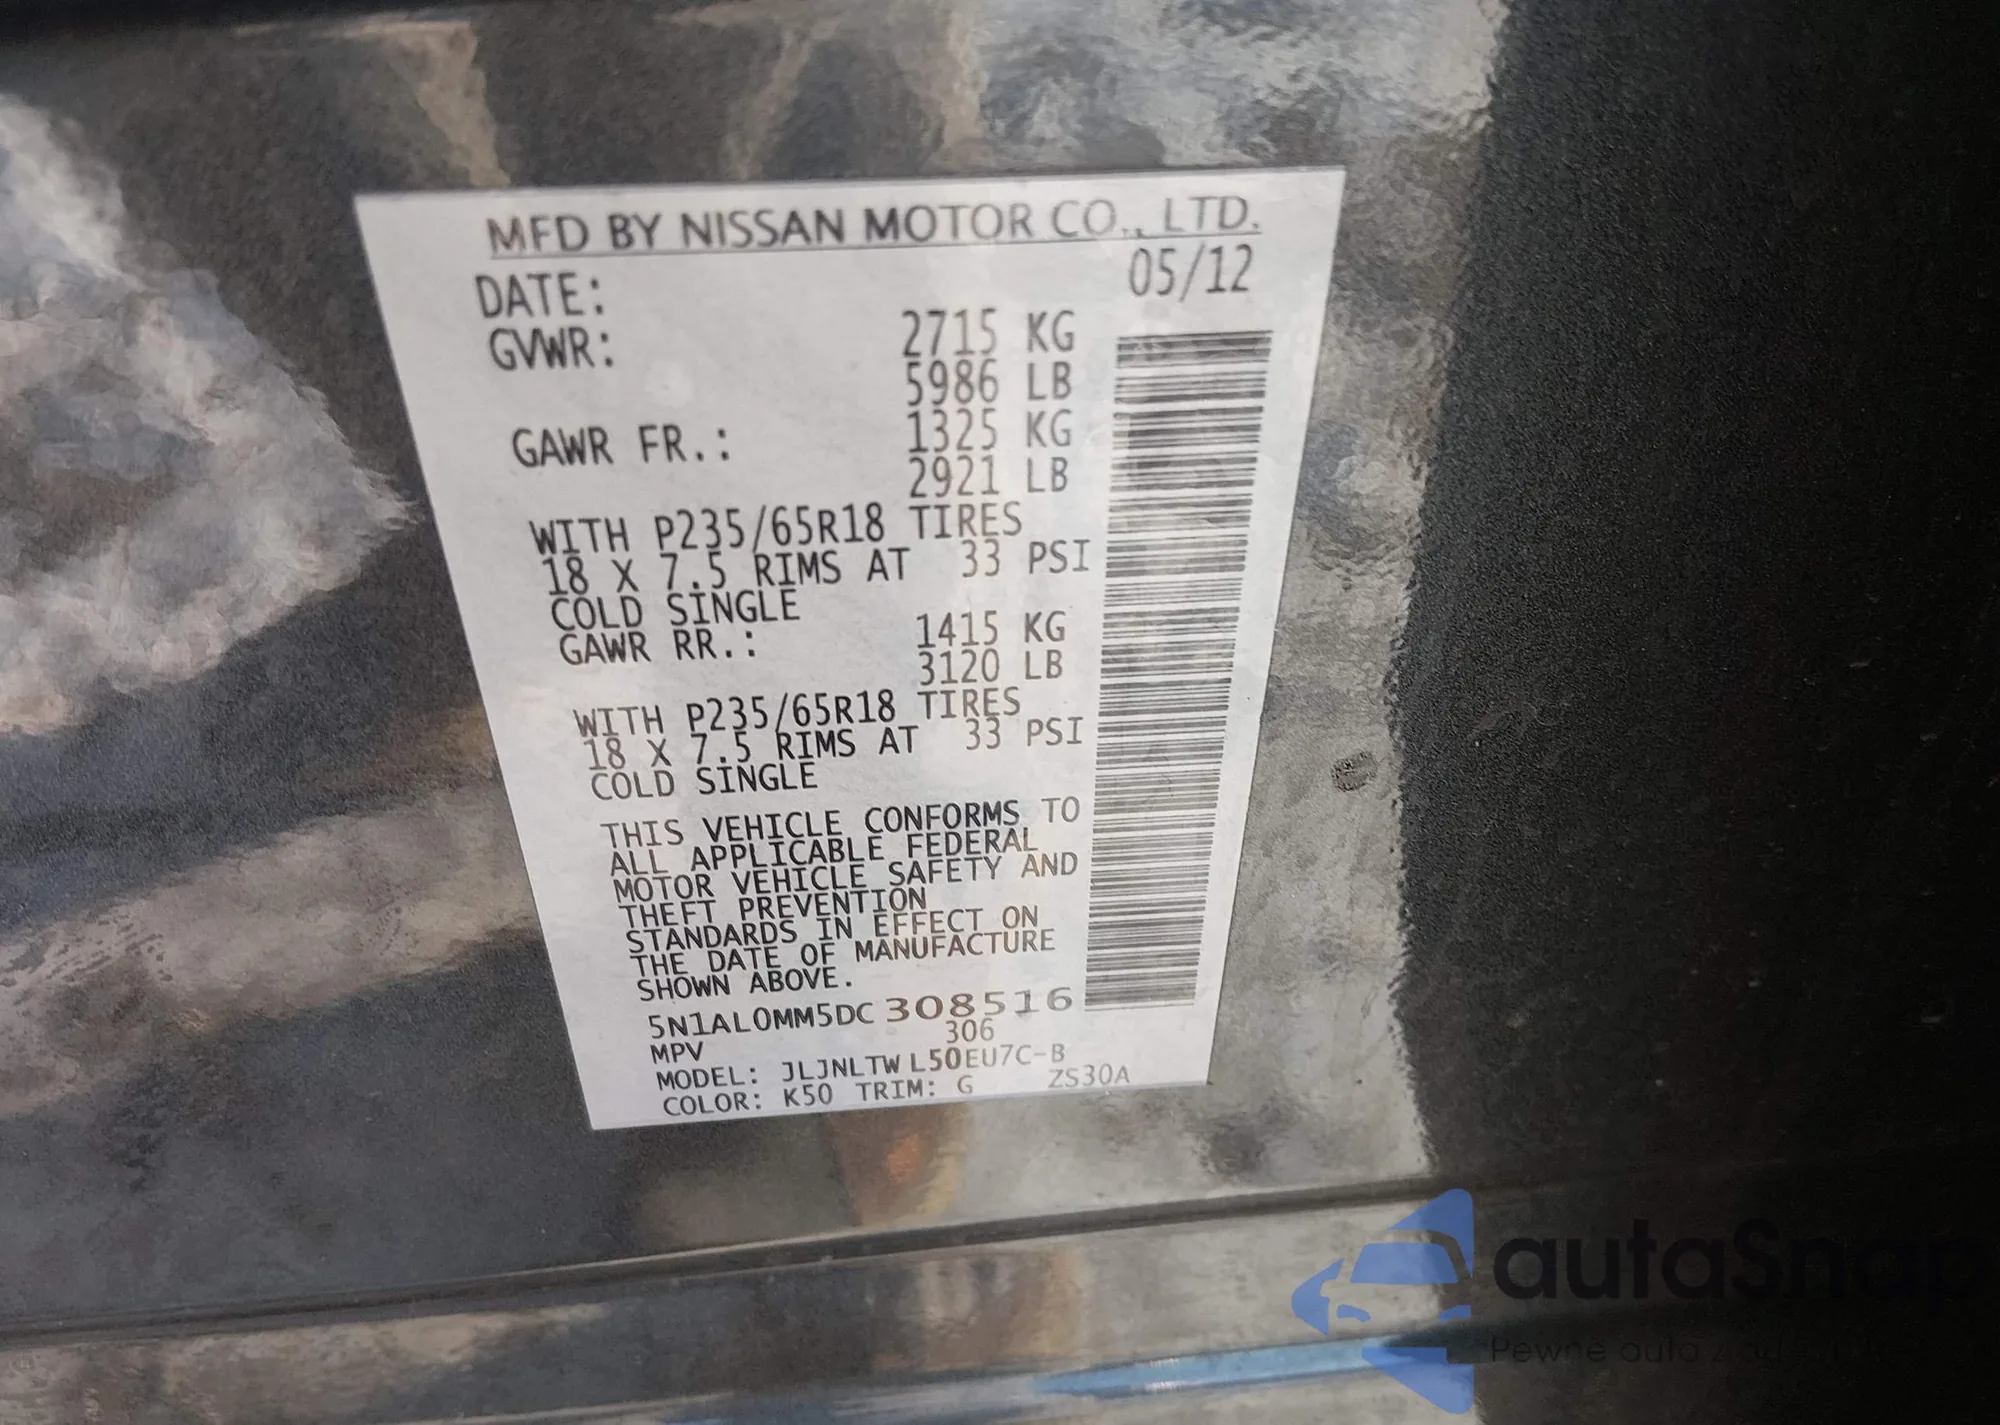 MFD BY NISSAN MOTOR CO., LTD.
DATE: 05/12
GVWR: 2715 KG
5986 LB
GAWR FR.: 1325 KG
2921 LB
WITH P235/65R18 TIRES
18 X 7.5 RIMS AT 33 PSI
COLD SINGLE
GAWR RR.: 1415 KG
3120 LB
WITH P235/65R18 TIRES
18 X 7.5 RIMS AT 33 PSI
COLD SINGLE
THIS VEHICLE CONFORMS TO
ALL APPLICABLE FEDERAL
MOTOR VEHICLE SAFETY AND
THEFT PREVENTION
STANDARDS IN EFFECT ON
THE DATE OF MANUFACTURE
SHOWN ABOVE.
5N1AL0MM5DC 308516
MPV 306
MODEL: JLJNLTW L50EU7C-B
COLOR: K50 TRIM: G ZS30A
autaSnap
Pewne auta z